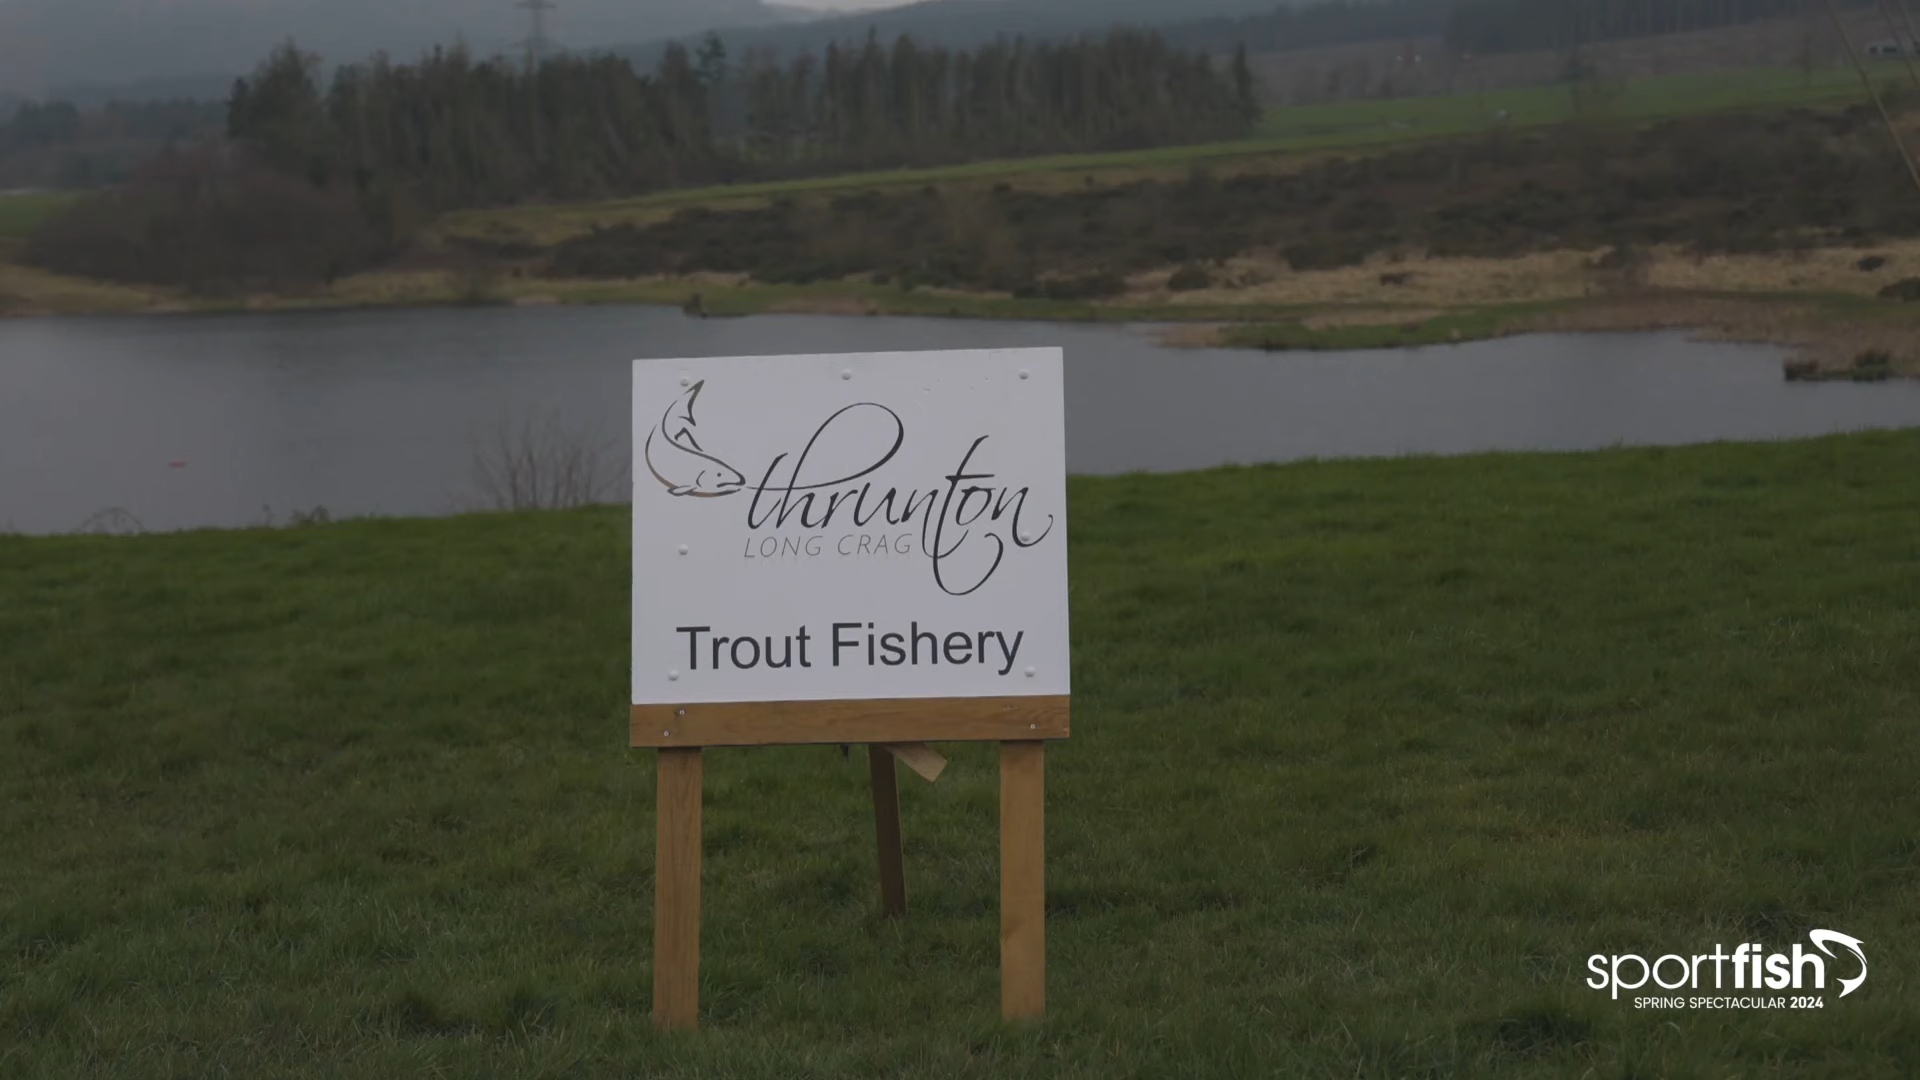 thrunton
LONG CRAG
Trout Fishery
sportfish
SPRING SPECTACULAR 2024